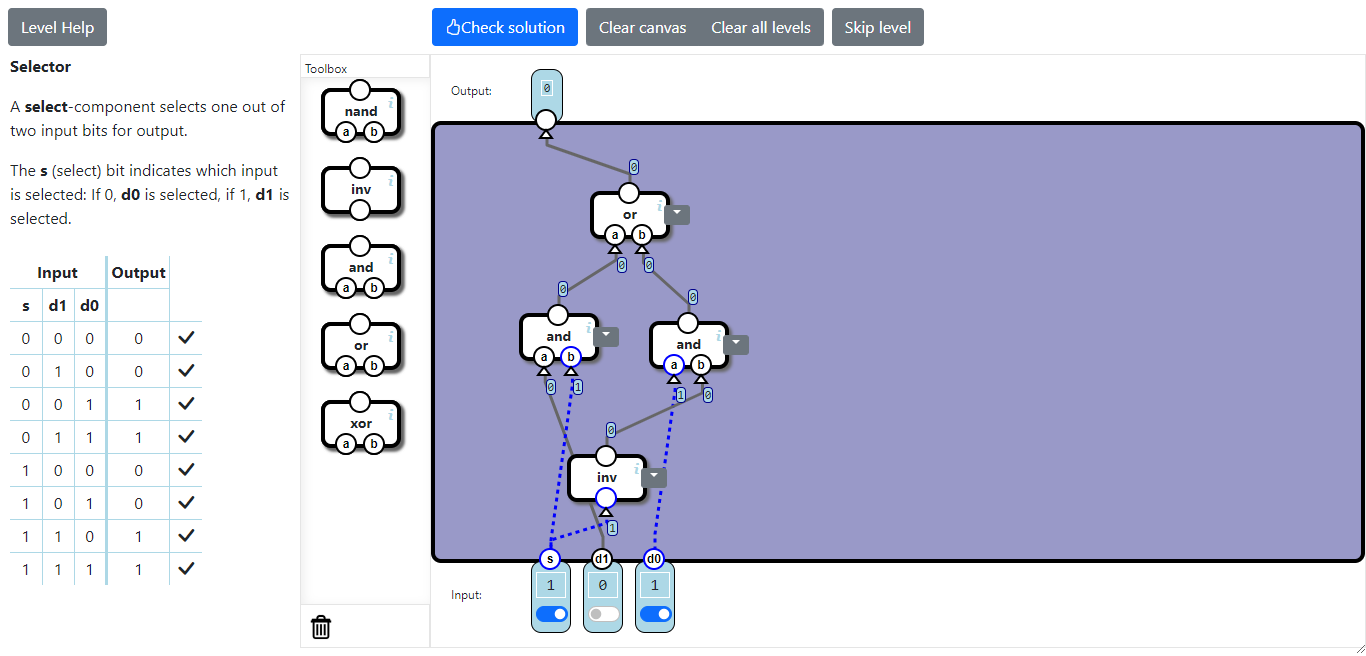 Level Help
Check solution
Clear canvas
Clear all levels
Skip level
Selector
A select-component selects one out of
two input bits for output.
The s (select) bit indicates which input
is selected: If 0, d0 is selected, if 1, d1 is
selected.
Input Output
s d1 d0
0 0 0 0
0 1 0 0
0 0 1 1
0 1 1 1
1 0 0 0
1 0 1 0
1 1 0 1
1 1 1 1
Toolbox
nand
i
a b
inv
i
and
i
a b
or
i
a b
xor
i
a b
Output:
0
0
or
i
a b
0 0
0 0
and
i
a b
and
i
a b
0 1
1 0
0
inv
i
1
s d1 d0
Input:
1 0 1